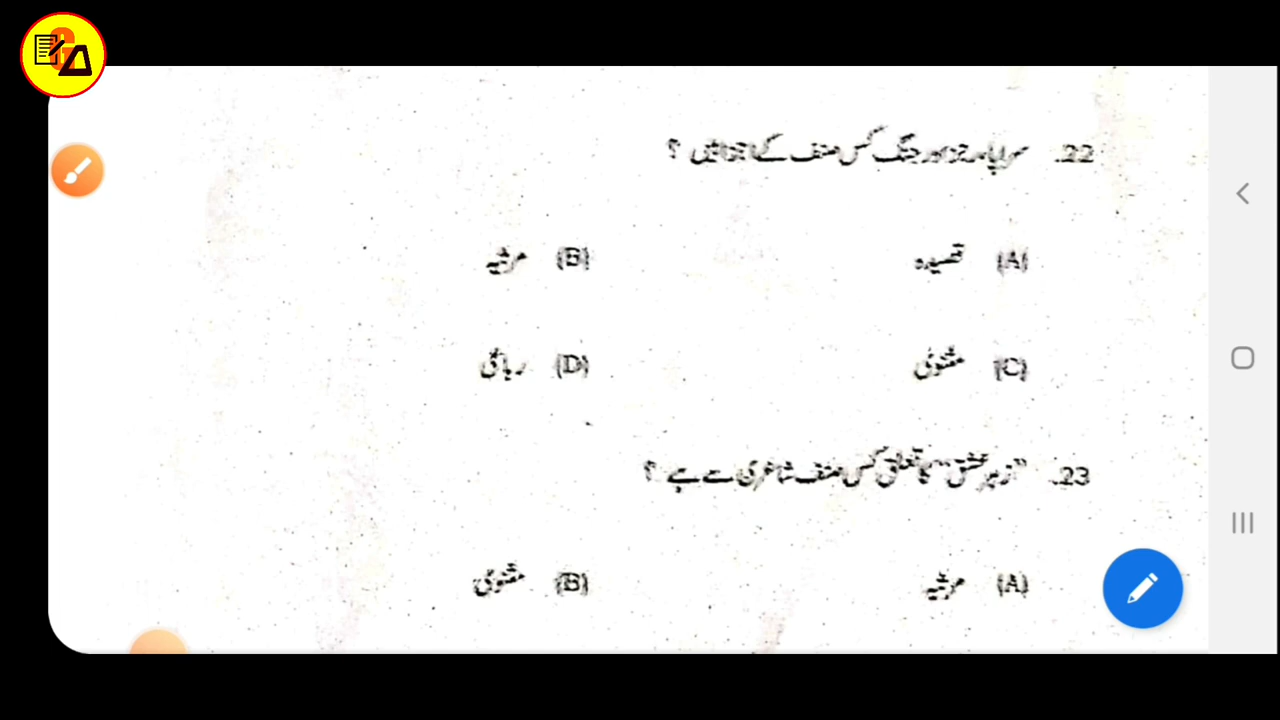 22. سراپا، رجز اور جنگ کس صنف کے اجزا ہیں ؟
(A) قصیدہ (B) مرثیہ
(C) مثنوی (D) رباعی
23. "زہرِ عشق" کا تعلق کس صنف شاعری سے ہے ؟
(A) مرثیہ (B) مثنوی